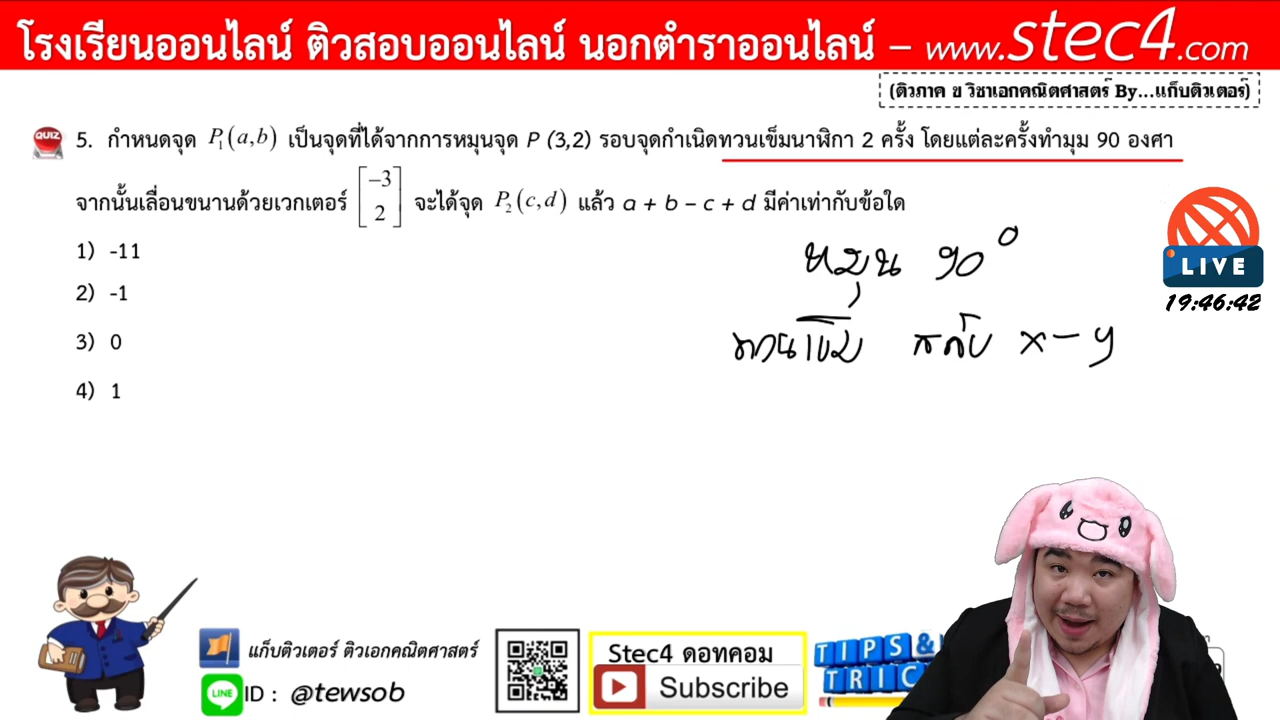 โรงเรียนออนไลน์ ติวสอบออนไลน์ นอกตำราออนไลน์ – www.stec4.com
(ติวภาค ข วิชาเอกคณิตศาสตร์ By...แก๊บติวเตอร์)
QUIZ
5. กำหนดจุด P₁(a,b) เป็นจุดที่ได้จากการหมุนจุด P (3,2) รอบจุดกำเนิดทวนเข็มนาฬิกา 2 ครั้ง โดยแต่ละครั้งทำมุม 90 องศา
จากนั้นเลื่อนขนานด้วยเวกเตอร์ [-3 2] จะได้จุด P₂(c,d) แล้ว a + b – c + d มีค่าเท่ากับข้อใด
1) -11
2) -1
3) 0
4) 1
หมุน 90°
ทวนเข็ม สลับ x – y
LIVE
19:46:42
แก๊บติวเตอร์ ติวเอกคณิตศาสตร์
LINE ID : @tewsob
Stec4 ดอทคอม
Subscribe
TIPS &